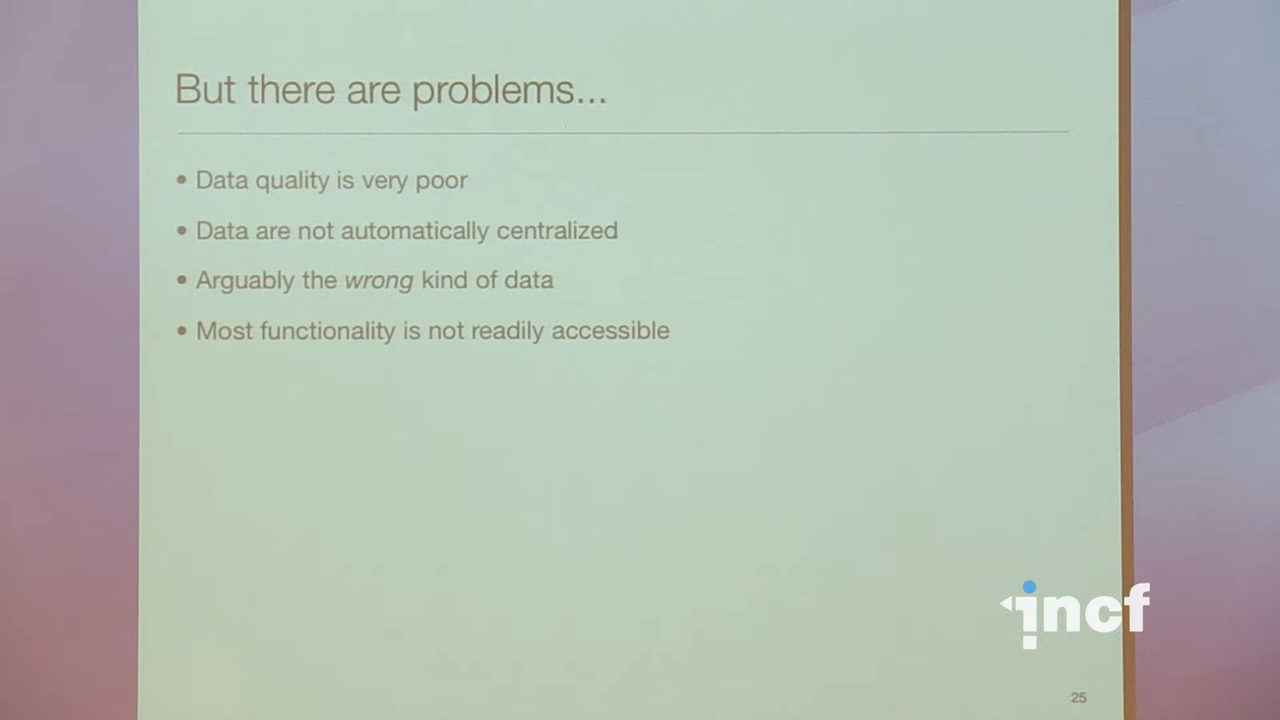 But there are problems...
• Data quality is very poor
• Data are not automatically centralized
• Arguably the wrong kind of data
• Most functionality is not readily accessible
incf
25